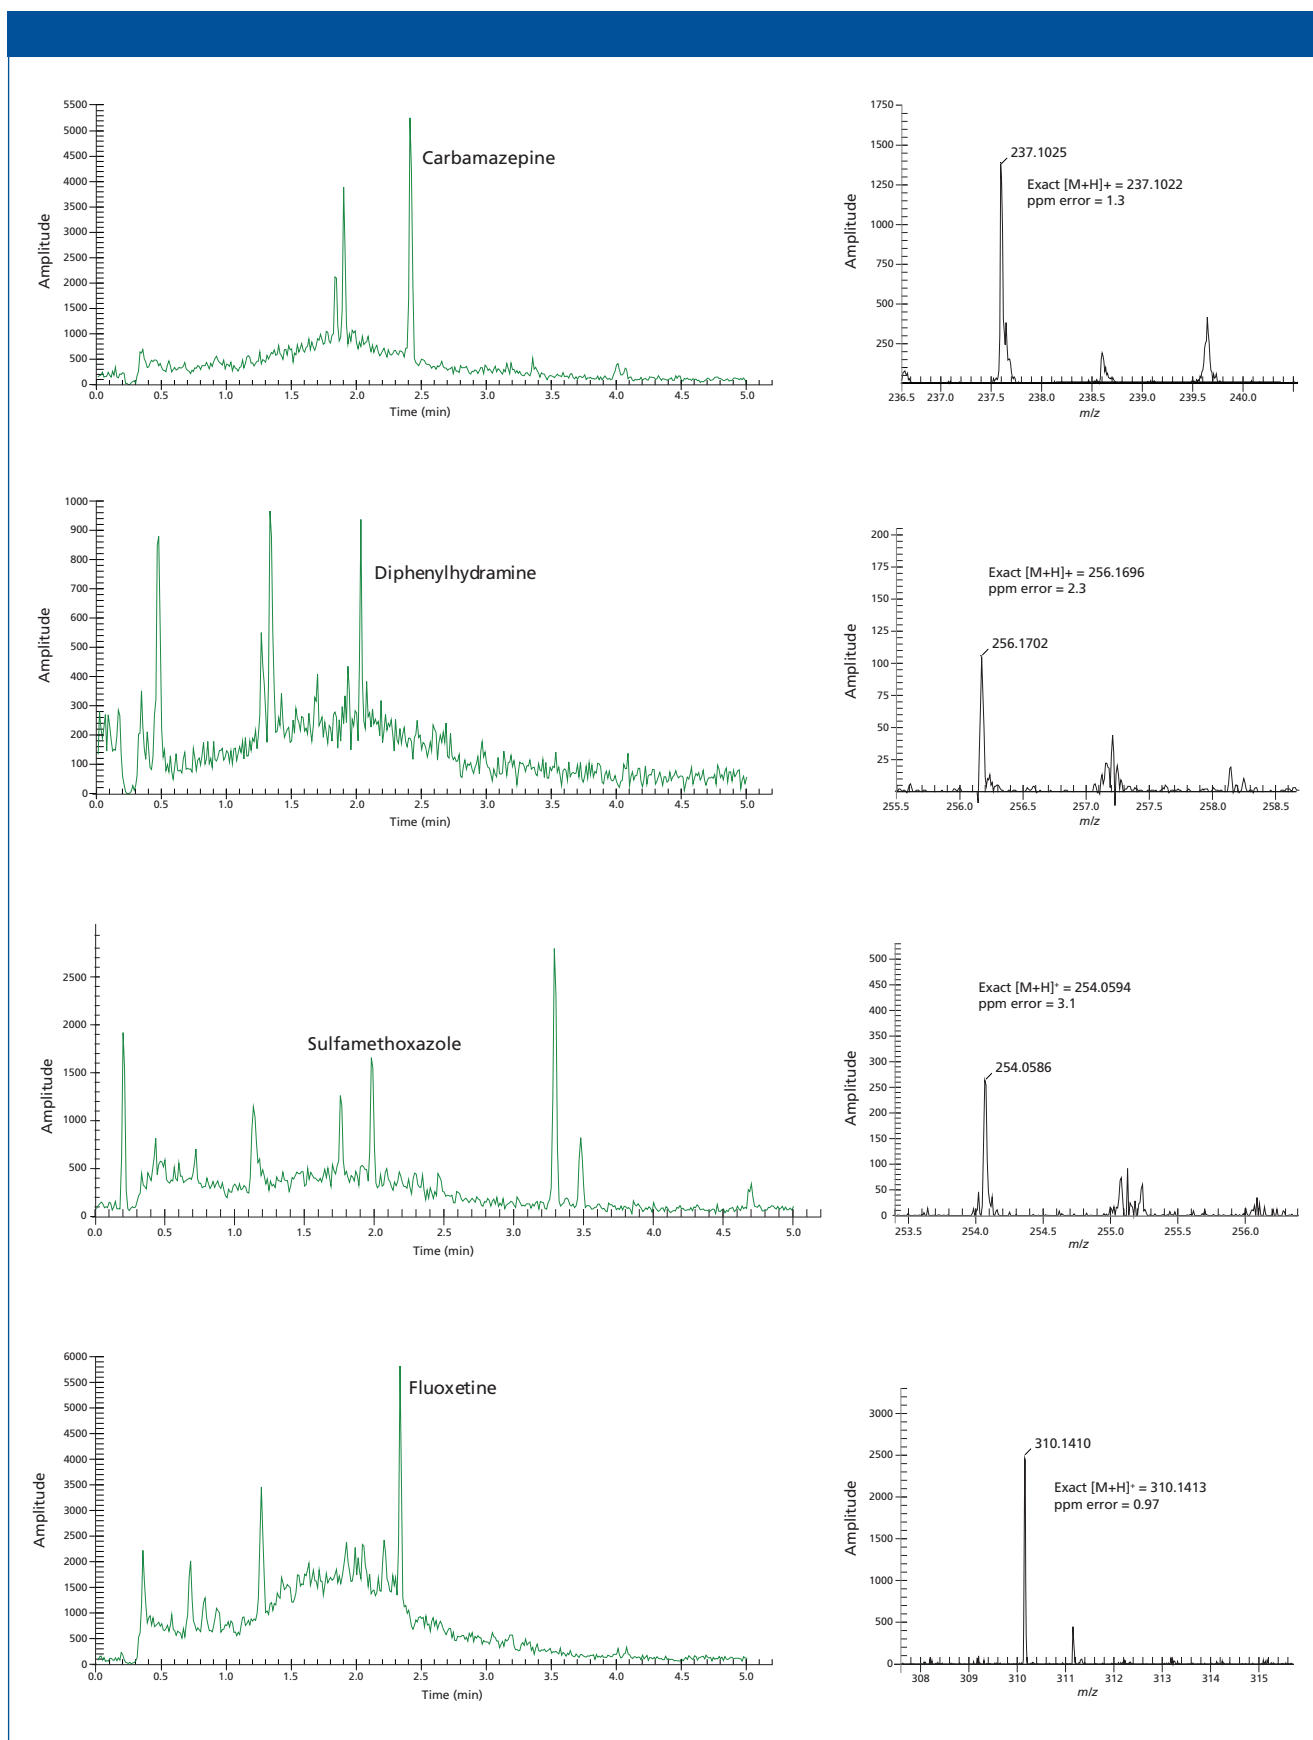 5500
5000
4500
4000
3500
3000
2500
2000
1500
1000
500
0
Amplitude
Carbamazepine
0.0 0.5 1.0 1.5 2.0 2.5 3.0 3.5 4.0 4.5 5.0
Time (min)
1750
1500
1250
1000
750
500
250
Amplitude
237.1025
Exact [M+H]+ = 237.1022
ppm error = 1.3
236.5 237.0 237.5 238.0 238.5 239.0 239.5 240.0
m/z
1000
900
800
700
600
500
400
300
200
100
0
Amplitude
Diphenylhydramine
0.0 0.5 1.0 1.5 2.0 2.5 3.0 3.5 4.0 4.5 5.0
Time (min)
200
175
150
125
100
75
50
25
Amplitude
Exact [M+H]+ = 256.1696
ppm error = 2.3
256.1702
255.5 256.0 256.5 257.0 257.5 258.0 258.5
m/z
2500
2000
1500
1000
500
0
Amplitude
Sulfamethoxazole
0.0 0.5 1.0 1.5 2.0 2.5 3.0 3.5 4.0 4.5 5.0
Time (min)
500
450
400
350
300
250
200
150
100
50
0
Amplitude
Exact [M+H]⁺ = 254.0594
ppm error = 3.1
254.0586
253.5 254.0 254.5 255.0 255.5 256.0
m/z
6000
5500
5000
4500
4000
3500
3000
2500
2000
1500
1000
500
0
Amplitude
Fluoxetine
0.0 0.5 1.0 1.5 2.0 2.5 3.0 3.5 4.0 4.5 5.0
Time (min)
3000
2500
2000
1500
1000
500
0
Amplitude
310.1410
Exact [M+H]⁺ = 310.1413
ppm error = 0.97
308 309 310 311 312 313 314 315
m/z